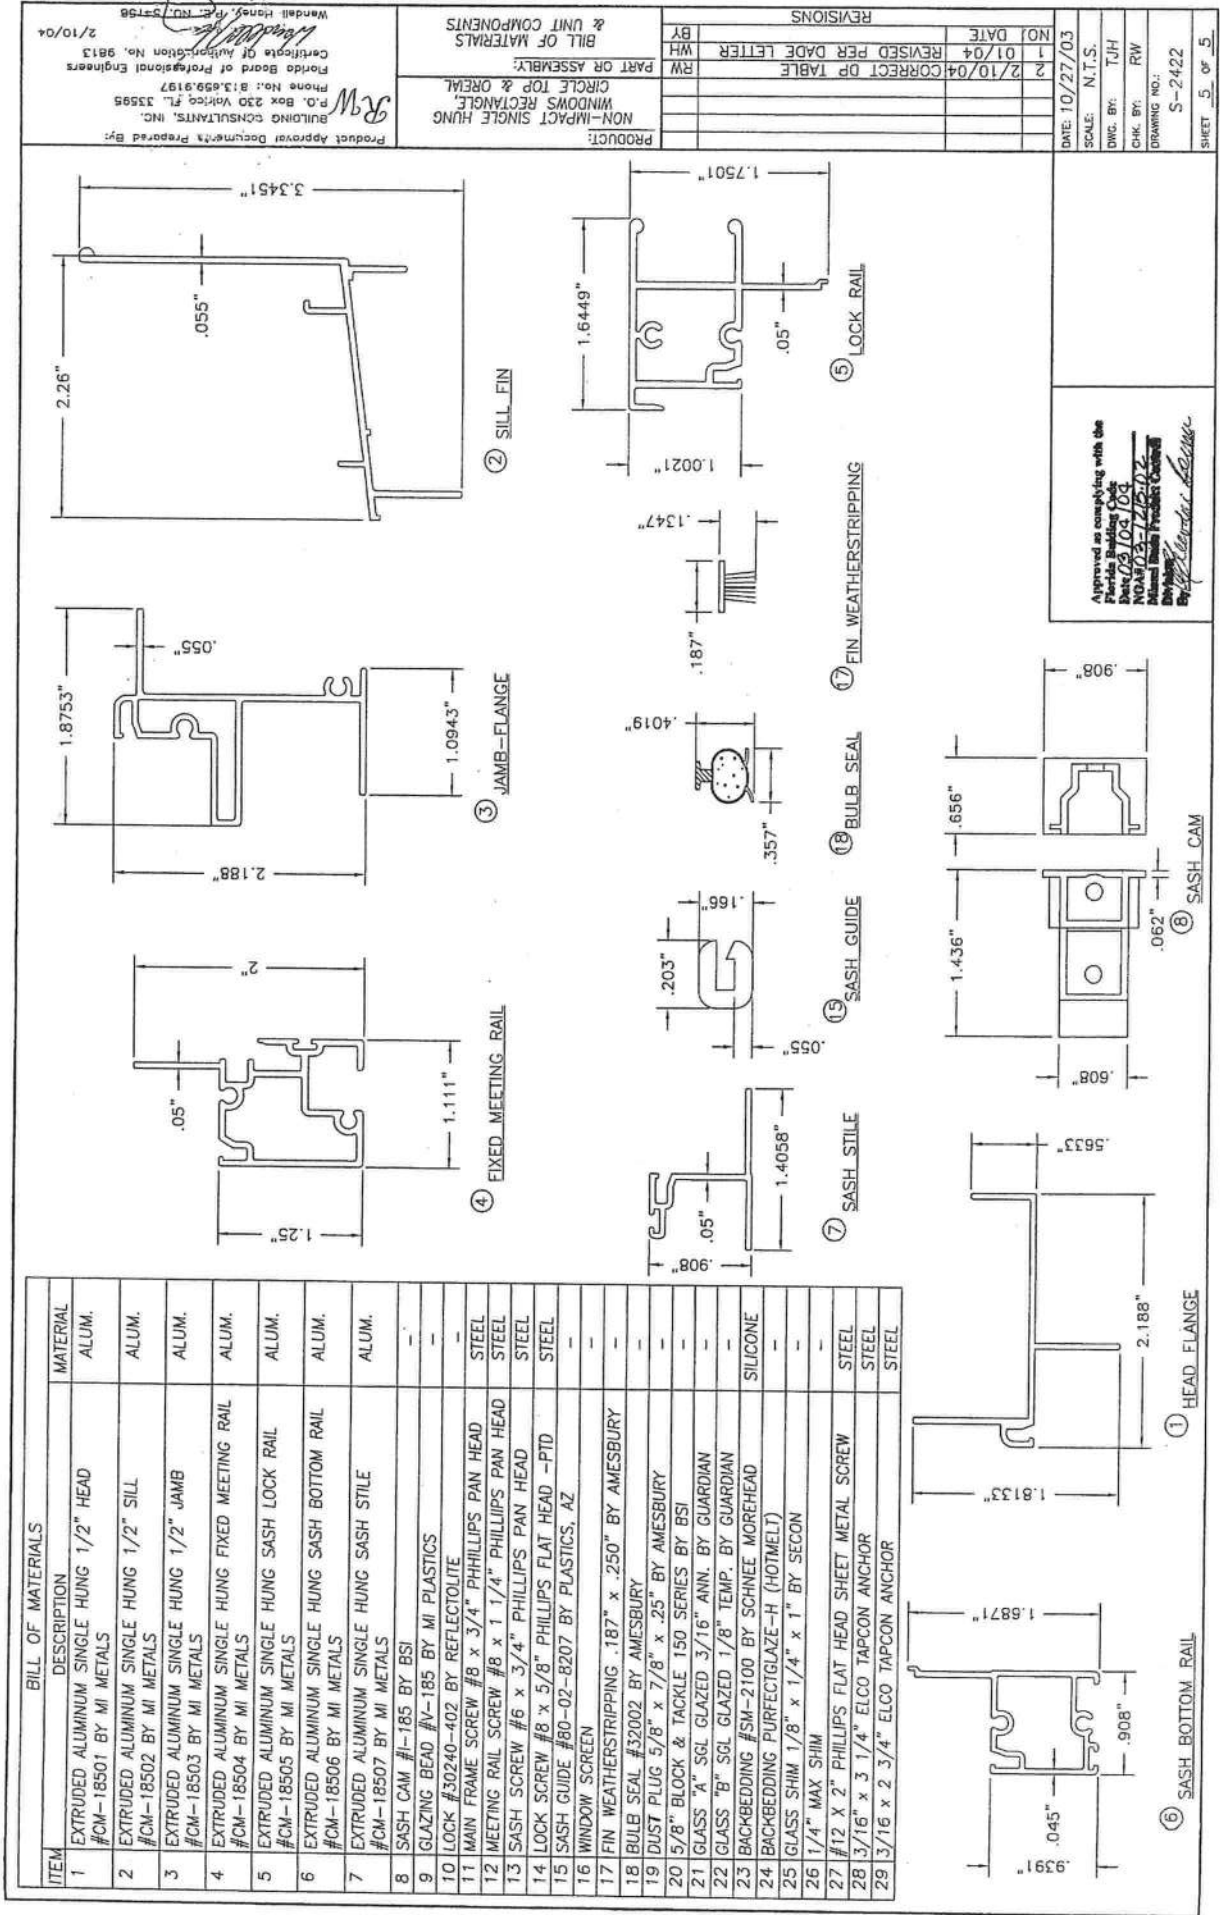 BILL OF MATERIALS
ITEM DESCRIPTION MATERIAL
1 EXTRUDED ALUMINUM SINGLE HUNG 1/2" HEAD ALUM.
#CM-18501 BY MI METALS
2 EXTRUDED ALUMINUM SINGLE HUNG 1/2" SILL ALUM.
#CM-18502 BY MI METALS
3 EXTRUDED ALUMINUM SINGLE HUNG 1/2" JAMB ALUM.
#CM-18503 BY MI METALS
4 EXTRUDED ALUMINUM SINGLE HUNG FIXED MEETING RAIL ALUM.
#CM-18504 BY MI METALS
5 EXTRUDED ALUMINUM SINGLE HUNG SASH LOCK RAIL ALUM.
#CM-18505 BY MI METALS
6 EXTRUDED ALUMINUM SINGLE HUNG SASH BOTTOM RAIL ALUM.
#CM-18506 BY MI METALS
7 EXTRUDED ALUMINUM SINGLE HUNG SASH STILE ALUM.
#CM-18507 BY MI METALS
8 SASH CAM #I-185 BY BSI -
9 GLAZING BEAD #V-185 BY MI PLASTICS -
10 LOCK #30240-402 BY REFLECTOLITE -
11 MAIN FRAME SCREW #8 x 3/4" PHHILLIPS PAN HEAD STEEL
12 MEETING RAIL SCREW #8 x 1 1/4" PHILLIIPS PAN HEAD STEEL
13 SASH SCREW #6 x 3/4" PHILLIPS PAN HEAD STEEL
14 LOCK SCREW #8 x 5/8" PHILLIPS FLAT HEAD -PTD STEEL
15 SASH GUIDE #80-02-8207 BY PLASTICS, AZ -
16 WINDOW SCREEN -
17 FIN WEATHERSTRIPPING .187" x .250" BY AMESBURY -
18 BULB SEAL #32002 BY AMESBURY -
19 DUST PLUG 5/8" x 7/8" x .25" BY AMESBURY -
20 5/8" BLOCK & TACKLE 150 SERIES BY BSI -
21 GLASS "A" SGL GLAZED 3/16" ANN. BY GUARDIAN -
22 GLASS "B" SGL GLAZED 1/8" TEMP. BY GUARDIAN -
23 BACKBEDDING #SM-2100 BY SCHNEE MOREHEAD SILICONE
24 BACKBEDDING PURFECTGLAZE-H (HOTMELT) -
25 GLASS SHIM 1/8" x 1/4" x 1" BY SECON -
26 1/4" MAX SHIM -
27 #12 X 2" PHILLIPS FLAT HEAD SHEET METAL SCREW STEEL
28 3/16" x 3 1/4" ELCO TAPCON ANCHOR STEEL
29 3/16 x 2 3/4" ELCO TAPCON ANCHOR STEEL
1.25"
2"
.05"
1.111"
4 FIXED MEETING RAIL
2.188"
1.8753"
.055"
1.0943"
3 JAMB-FLANGE
2.26"
.055"
3.3451"
2 SILL FIN
.908"
.05"
1.4058"
7 SASH STILE
.203"
.166"
.055"
15 SASH GUIDE
.4019"
.357"
18 BULB SEAL
.187"
.1347"
17 FIN WEATHERSTRIPPING
1.6449"
1.0021"
1.7501"
.05"
5 LOCK RAIL
1.6871"
.9391"
.045"
.908"
6 SASH BOTTOM RAIL
1.8133"
.5633"
2.188"
1 HEAD FLANGE
1.436"
.608"
.062"
.656"
.908"
8 SASH CAM
Approved as complying with the
Florida Building Code
Date 03/04/04
NOA# 03-1215.02
Miami Dade Product Control
Division
By
Product Approval Documents Prepared By:
RW
BUILDING CONSULTANTS, INC.
P.O. Box 230 Valrico FL 33595
Phone No.: 813.659.9197
Florida Board of Professional Engineers
Certificate Of Authorization No. 9813
2/10/04
Wendell Haney, P.E. NO. 54158
PRODUCT:
NON-IMPACT SINGLE HUNG
WINDOWS RECTANGLE,
CIRCLE TOP & OREIAL
PART OR ASSEMBLY:
BILL OF MATERIALS
& UNIT COMPONENTS
2 2/10/04 CORRECT DP TABLE RW
1 01/04 REVISED PER DADE LETTER WH
NO DATE BY
REVISIONS
DATE: 10/27/03
SCALE: N.T.S.
DWG. BY: TJH
CHK. BY: RW
DRAWING NO.:
S-2422
SHEET 5 OF 5